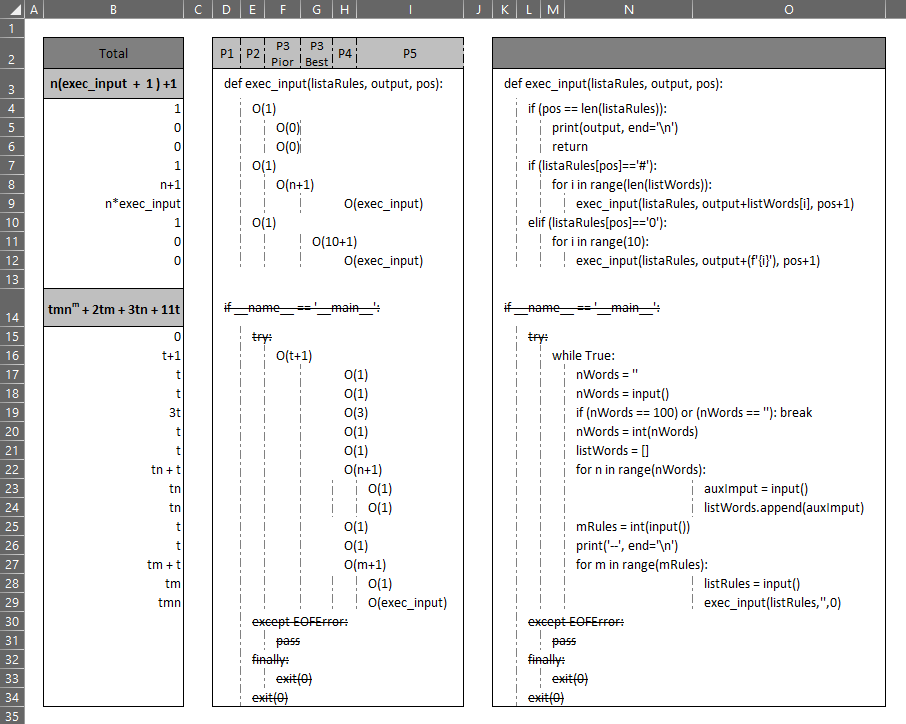 A B C D E F G H I J K L M N O
1
2 Total P1 P2 P3 Pior P3 Best P4 P5
3 n(exec_input + 1 ) +1 def exec_input(listaRules, output, pos): def exec_input(listaRules, output, pos):
4 1 O(1) if (pos == len(listaRules)):
5 0 O(0) print(output, end='\n')
6 0 O(0) return
7 1 O(1) if (listaRules[pos]=='#'):
8 n+1 O(n+1) for i in range(len(listWords)):
9 n*exec_input O(exec_input) exec_input(listaRules, output+listWords[i], pos+1)
10 1 O(1) elif (listaRules[pos]=='0'):
11 0 O(10+1) for i in range(10):
12 0 O(exec_input) exec_input(listaRules, output+(f'{i}'), pos+1)
13
14 tmnᵐ + 2tm + 3tn + 11t if __name__ == '__main__': if __name__ == '__main__':
15 0 try: try:
16 t+1 O(t+1) while True:
17 t O(1) nWords = ''
18 t O(1) nWords = input()
19 3t O(3) if (nWords == 100) or (nWords == ''): break
20 t O(1) nWords = int(nWords)
21 t O(1) listWords = []
22 tn + t O(n+1) for n in range(nWords):
23 tn O(1) auxImput = input()
24 tn O(1) listWords.append(auxImput)
25 t O(1) mRules = int(input())
26 t O(1) print('--', end='\n')
27 tm + t O(m+1) for m in range(mRules):
28 tm O(1) listRules = input()
29 tmn O(exec_input) exec_input(listRules,'',0)
30 except EOFError: except EOFError:
31 pass pass
32 finally: finally:
33 exit(0) exit(0)
34 exit(0) exit(0)
35